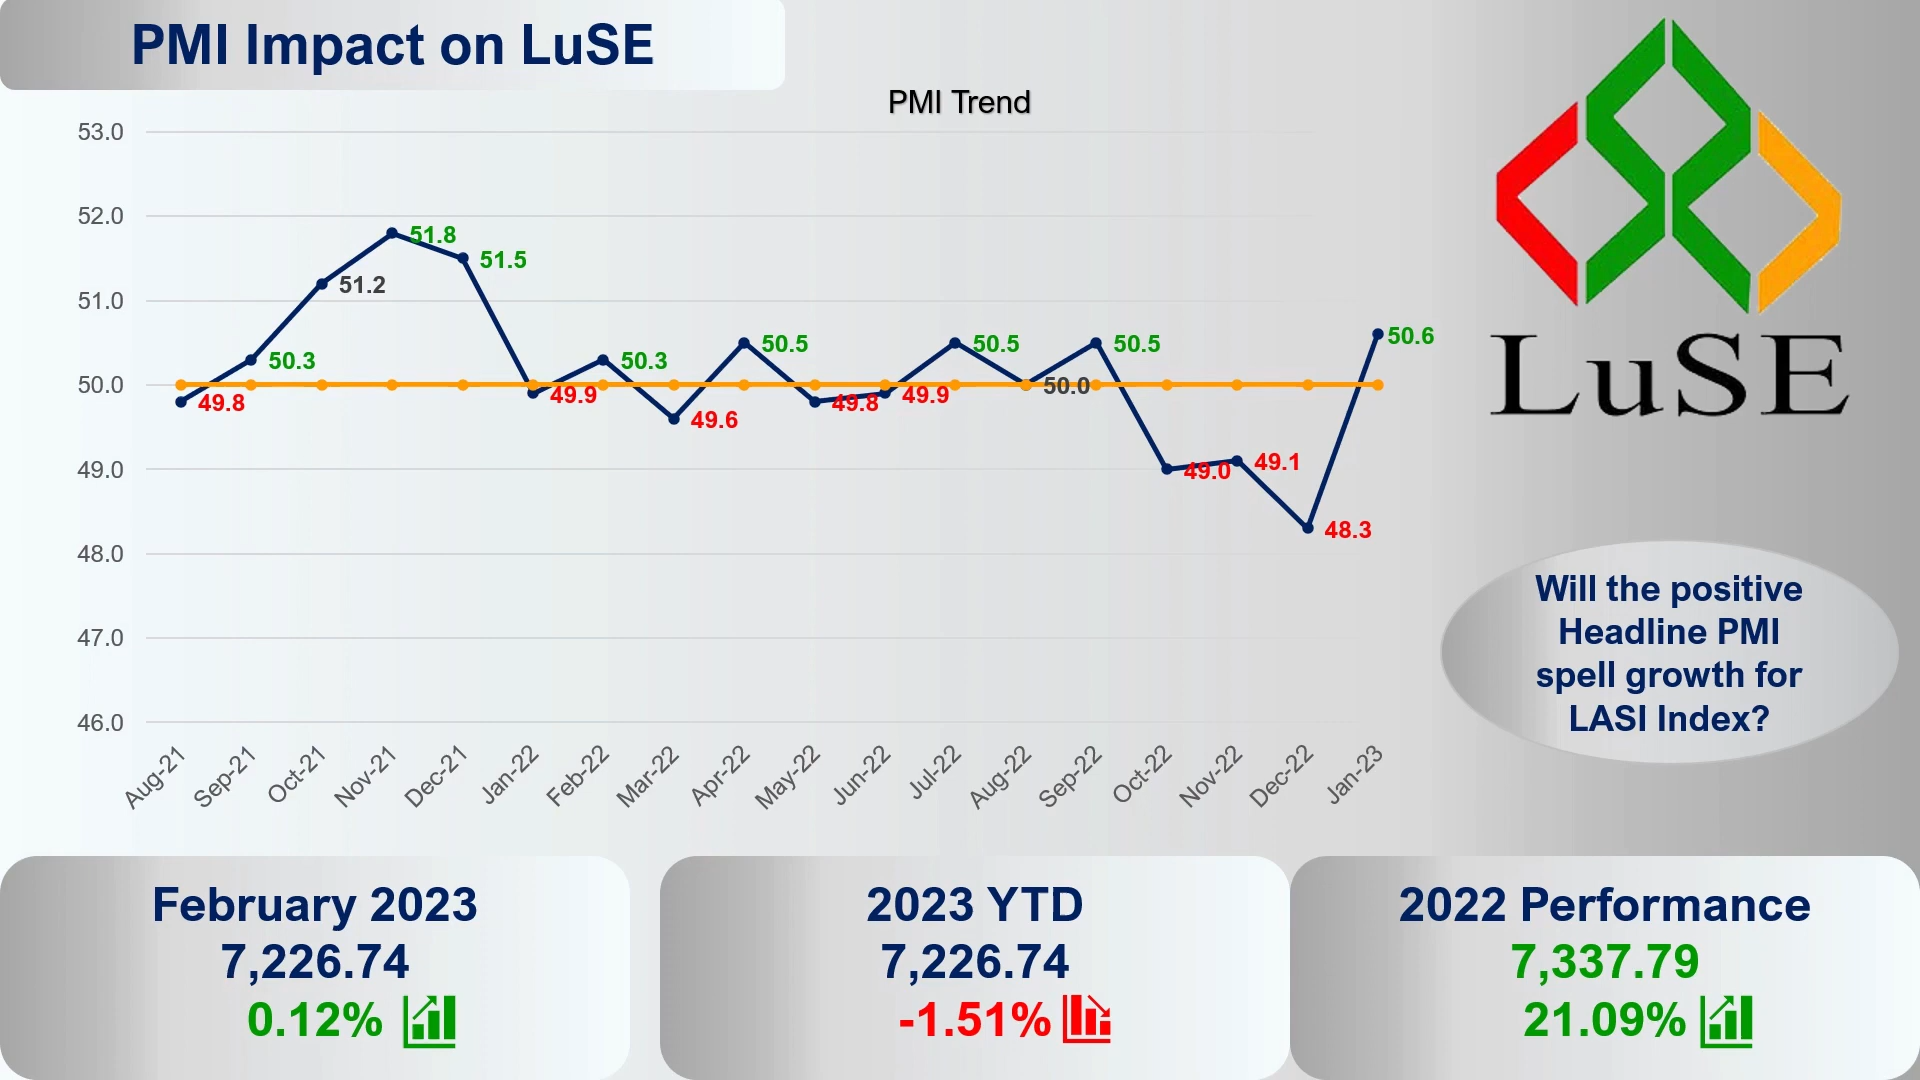 PMI Impact on LuSE
PMI Trend
53.0
52.0
51.0
50.0
49.0
48.0
47.0
46.0
49.8
50.3
51.2
51.8
51.5
49.9
50.3
49.6
50.5
49.8
49.9
50.5
50.0
50.5
49.0
49.1
48.3
50.6
Aug-21
Sep-21
Oct-21
Nov-21
Dec-21
Jan-22
Feb-22
Mar-22
Apr-22
May-22
Jun-22
Jul-22
Aug-22
Sep-22
Oct-22
Nov-22
Dec-22
Jan-23
LuSE
Will the positive
Headline PMI
spell growth for
LASI Index?
February 2023
7,226.74
0.12%
2023 YTD
7,226.74
-1.51%
2022 Performance
7,337.79
21.09%